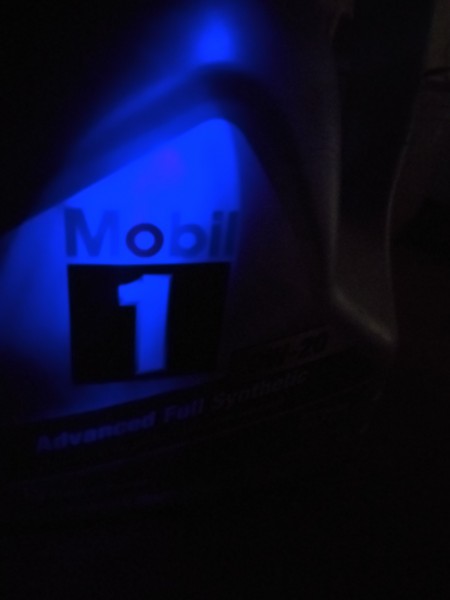 Mobil
1
Advanced Full Synthetic